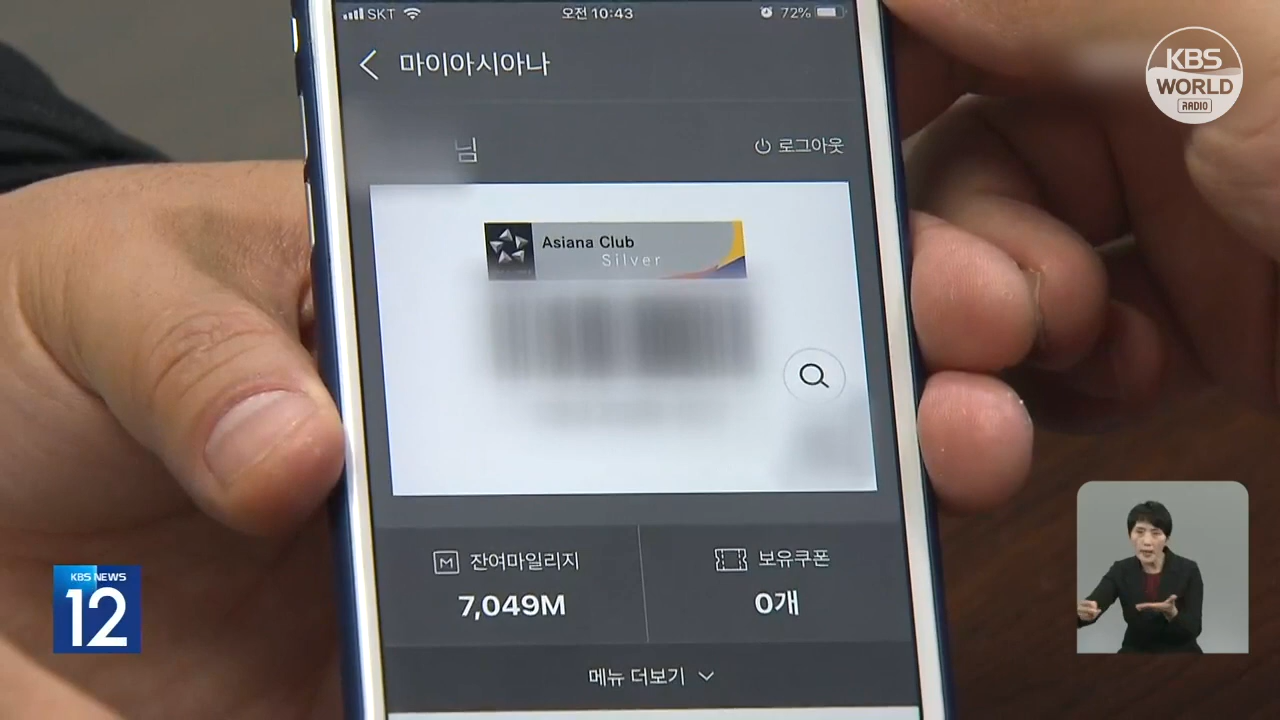 SKT
오전 10:43
72%
마이아시아나
KBS
WORLD
RADIO
님
로그아웃
Asiana Club
Silver
잔여마일리지
보유쿠폰
7,049M
0개
KBS NEWS
12
메뉴 더보기